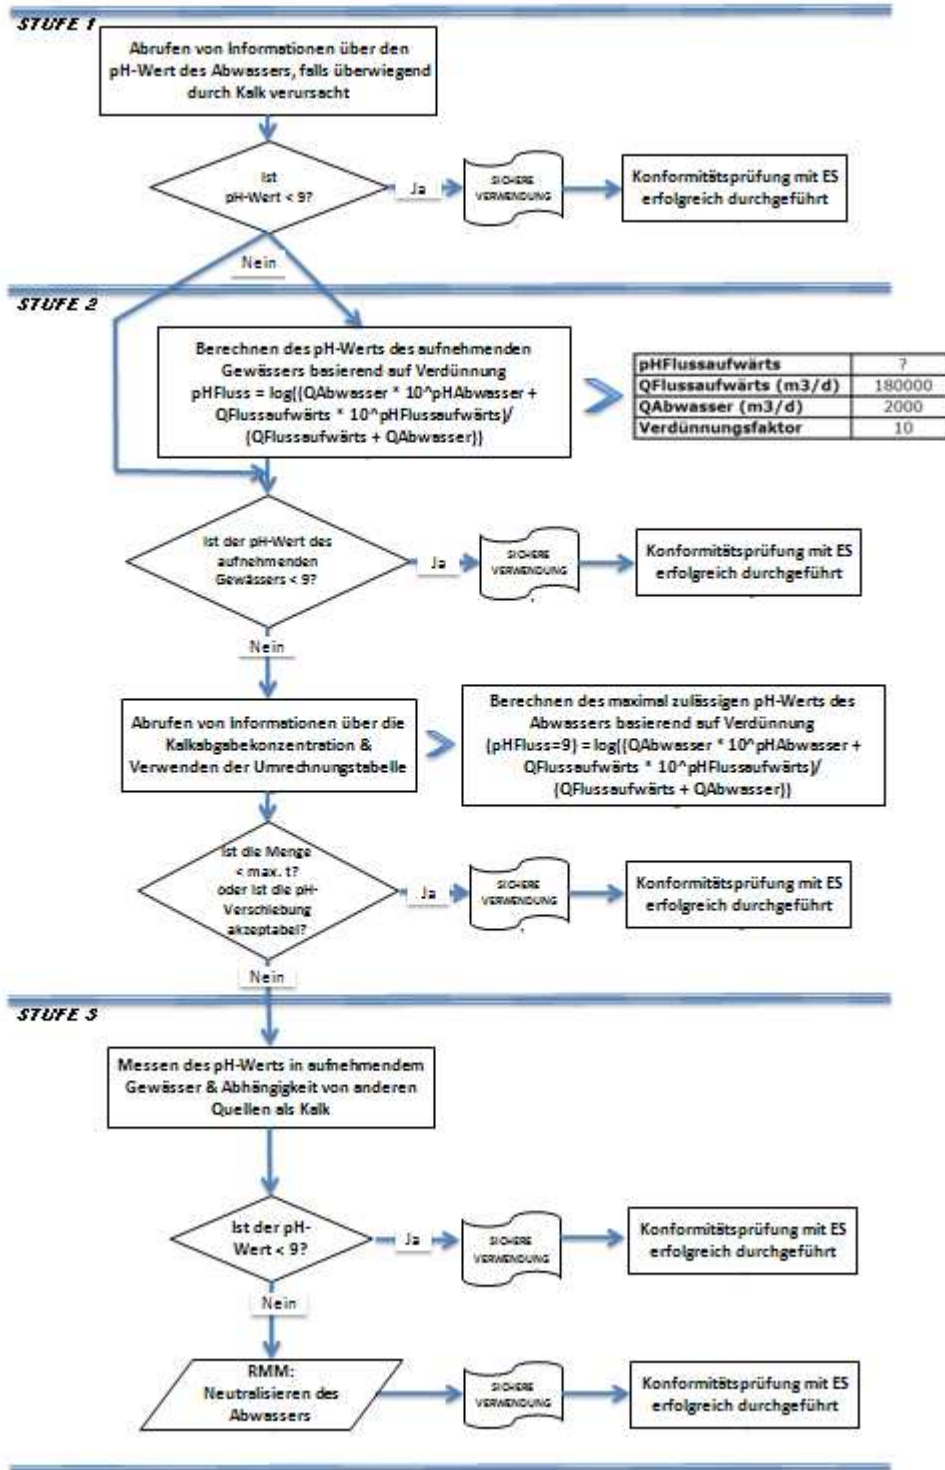 STUFE 1
Abrufen von Informationen über den
pH-Wert des Abwassers, falls überwiegend
durch Kalk verursacht
Ist
pH-Wert < 9?
Ja
SICHERE
VERWENDUNG
Konformitätsprüfung mit ES
erfolgreich durchgeführt
Nein
STUFE 2
Berechnen des pH-Werts des aufnehmenden
Gewässers basierend auf Verdünnung
pHFluss = log((QAbwasser * 10^pHAbwasser +
QFlussaufwärts * 10^pHFlussaufwärts)/
(QFlussaufwärts + QAbwasser))
pHFlussaufwärts ?
QFlussaufwärts (m3/d) 180000
QAbwasser (m3/d) 2000
Verdünnungsfaktor 10
Ist der pH-Wert des
aufnehmenden
Gewässers < 9?
Ja
SICHERE
VERWENDUNG
Konformitätsprüfung mit ES
erfolgreich durchgeführt
Nein
Abrufen von Informationen über die
Kalkabgabekonzentration &
Verwenden der Umrechnungstabelle
Berechnen des maximal zulässigen pH-Werts des
Abwassers basierend auf Verdünnung
(pHFluss=9) = log((QAbwasser * 10^pHAbwasser +
QFlussaufwärts * 10^pHFlussaufwärts)/
(QFlussaufwärts + QAbwasser))
Ist die Menge
< max. t?
oder ist die pH-
Verschiebung
akzeptabel?
Ja
SICHERE
VERWENDUNG
Konformitätsprüfung mit ES
erfolgreich durchgeführt
Nein
STUFE 3
Messen des pH-Werts in aufnehmendem
Gewässer & Abhängigkeit von anderen
Quellen als Kalk
Ist der pH-
Wert < 9?
Ja
SICHERE
VERWENDUNG
Konformitätsprüfung mit ES
erfolgreich durchgeführt
Nein
RMM:
Neutralisieren des
Abwassers
SICHERE
VERWENDUNG
Konformitätsprüfung mit ES
erfolgreich durchgeführt